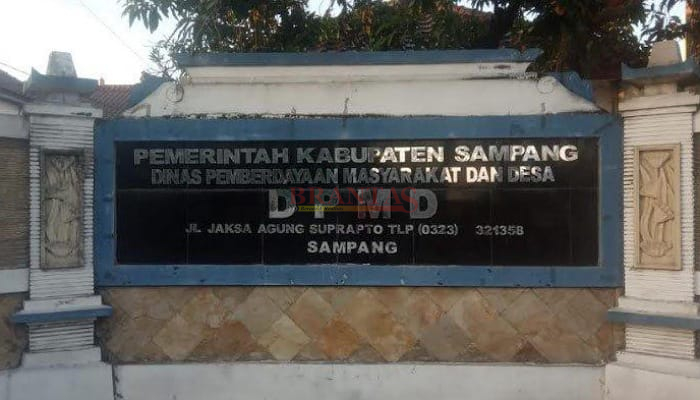 PEMERINTAH KABUPATEN SAMPANG
DINAS PEMBERDAYAAN MASYARAKAT DAN DESA
DPMD
JL. JAKSA AGUNG SUPRAPTO TLP (0323) 321358
SAMPANG